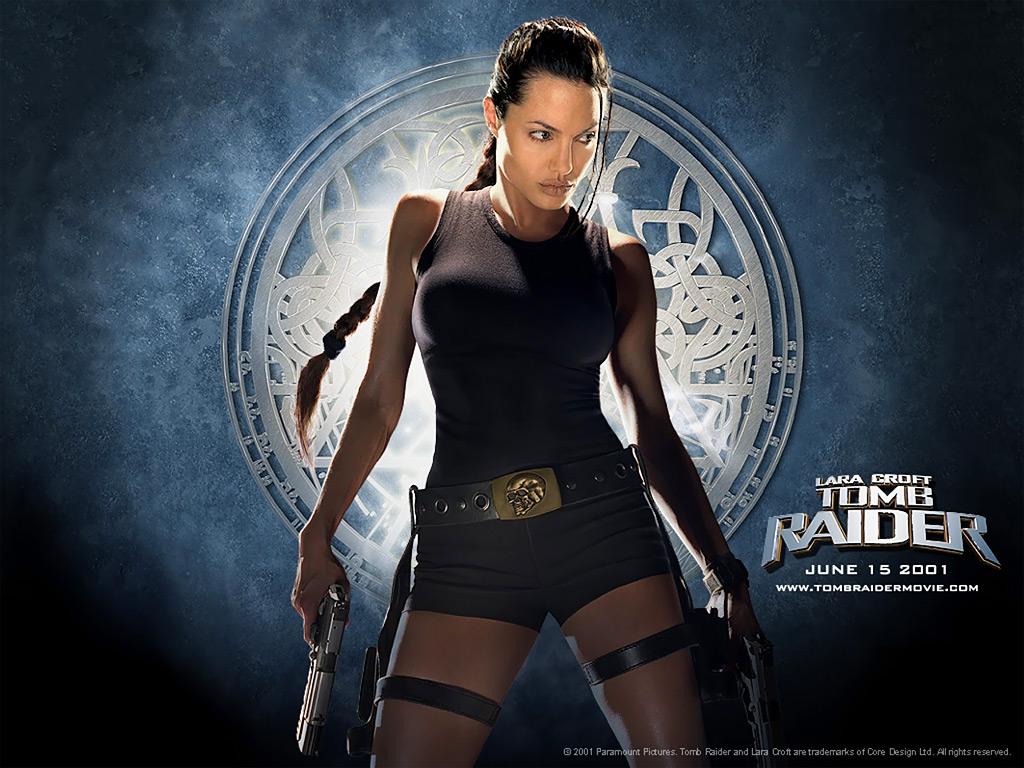 LARA CROFT
TOMB
RAIDER
JUNE 15 2001
WWW.TOMBRAIDERMOVIE.COM
© 2001 Paramount Pictures. Tomb Raider and Lara Croft are trademarks of Core Design Ltd. All rights reserved.